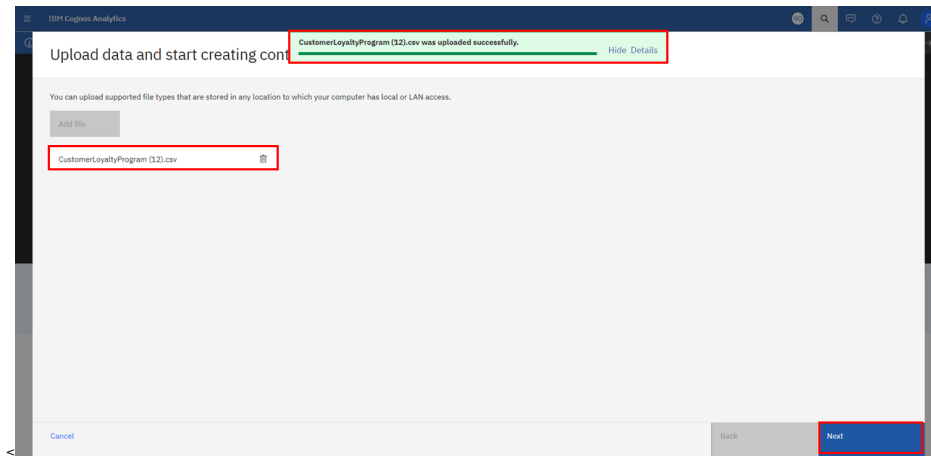 IBM Cognos Analytics
Upload data and start creating cont
CustomerLoyaltyProgram (12).csv was uploaded successfully.
Hide Details
You can upload supported file types that are stored in any location to which your computer has local or LAN access.
Add file
CustomerLoyaltyProgram (12).csv
Cancel
Back
Next
<